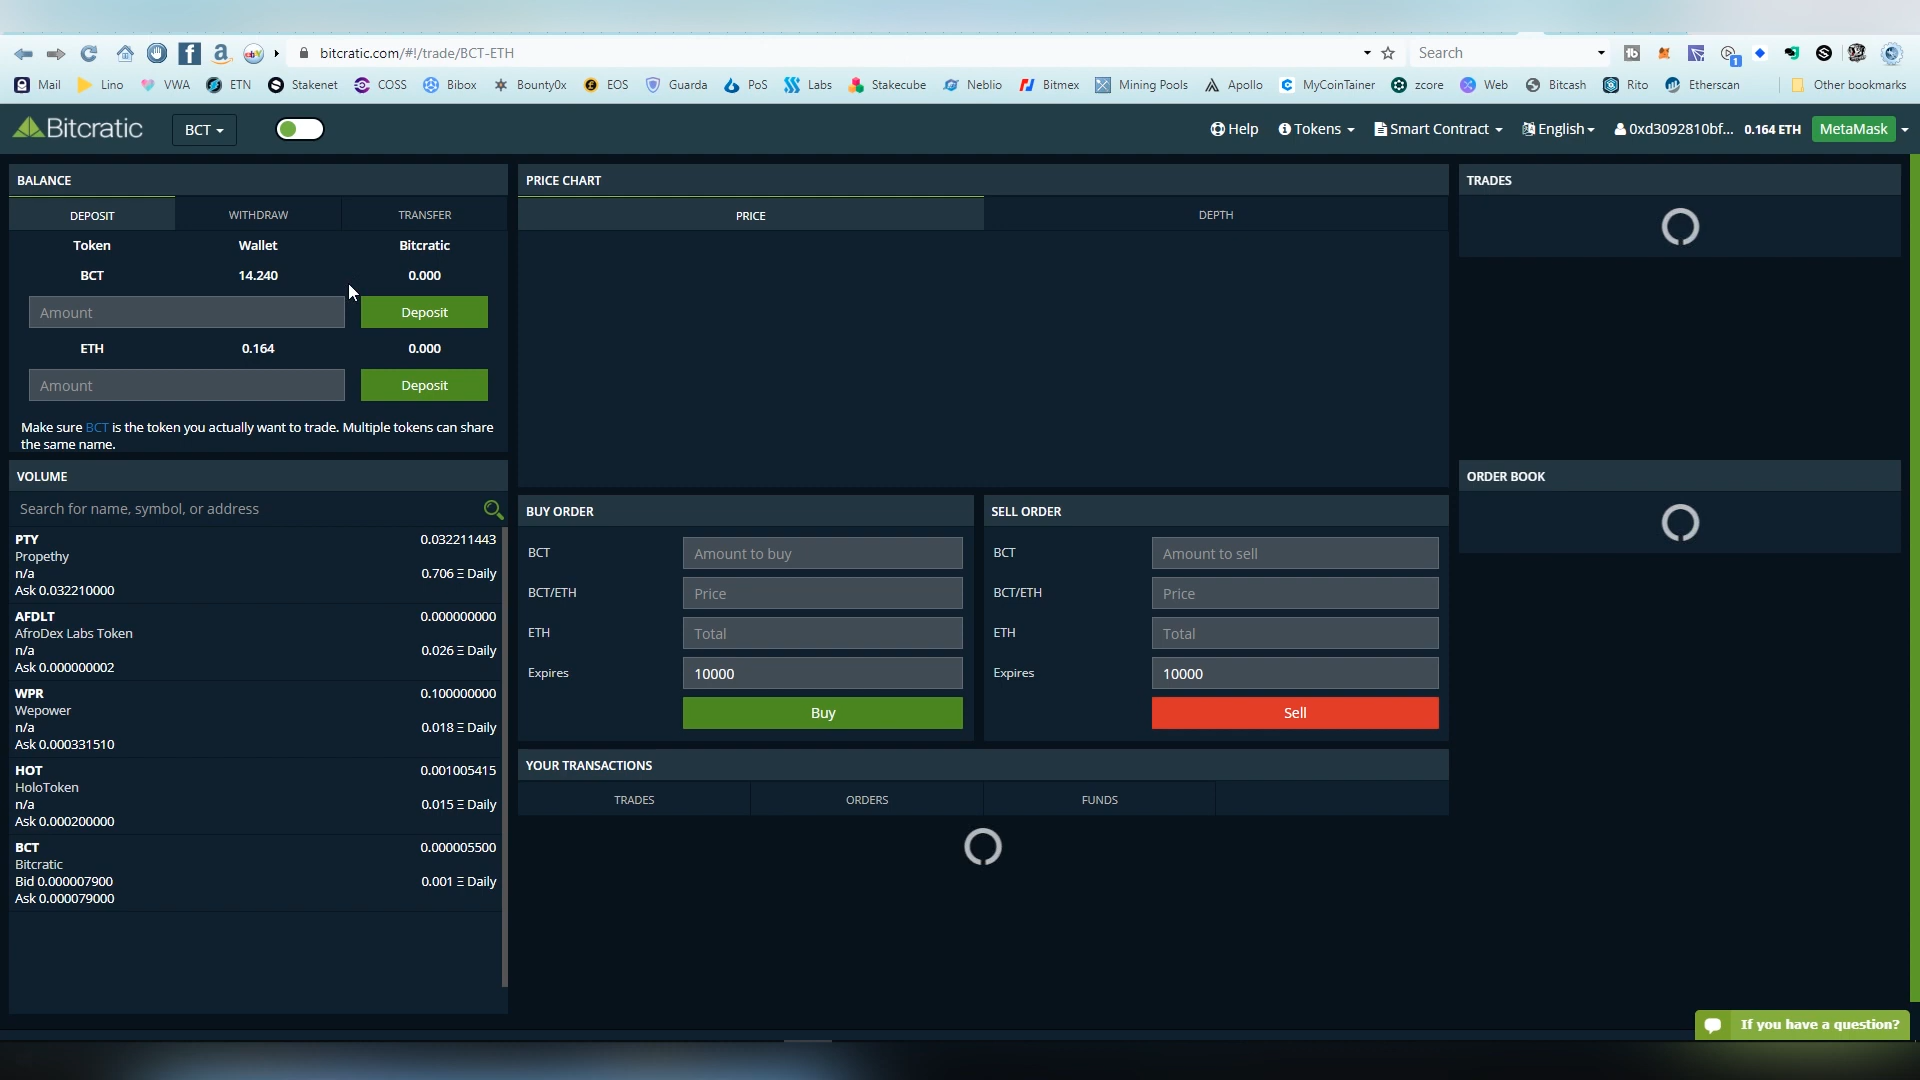 bitcratic.com/#!/trade/BCT-ETH
Search
Mail
Lino
VWA
ETN
Stakenet
COSS
Bibox
Bounty0x
EOS
Guarda
PoS
Labs
Stakecube
Neblio
Bitmex
Mining Pools
Apollo
MyCoinTainer
zcore
Web
Bitcash
Rito
Etherscan
Other bookmarks
Bitcratic
BCT
Help
Tokens
Smart Contract
English
0xd3092810bf...
0.164 ETH
MetaMask
BALANCE
DEPOSIT WITHDRAW TRANSFER
Token Wallet Bitcratic
BCT 14.240 0.000
Amount Deposit
ETH 0.164 0.000
Amount Deposit
Make sure BCT is the token you actually want to trade. Multiple tokens can share
the same name.
VOLUME
Search for name, symbol, or address
PTY 0.032211443
Propethy
n/a 0.706 Ξ Daily
Ask 0.032210000
AFDLT 0.000000000
AfroDex Labs Token
n/a 0.026 Ξ Daily
Ask 0.000000002
WPR 0.100000000
Wepower
n/a 0.018 Ξ Daily
Ask 0.000331510
HOT 0.001005415
HoloToken
n/a 0.015 Ξ Daily
Ask 0.000200000
BCT 0.000005500
Bitcratic
Bid 0.000007900 0.001 Ξ Daily
Ask 0.000079000
PRICE CHART
PRICE DEPTH
BUY ORDER
BCT Amount to buy
BCT/ETH Price
ETH Total
Expires 10000
Buy
SELL ORDER
BCT Amount to sell
BCT/ETH Price
ETH Total
Expires 10000
Sell
YOUR TRANSACTIONS
TRADES ORDERS FUNDS
TRADES
ORDER BOOK
If you have a question?